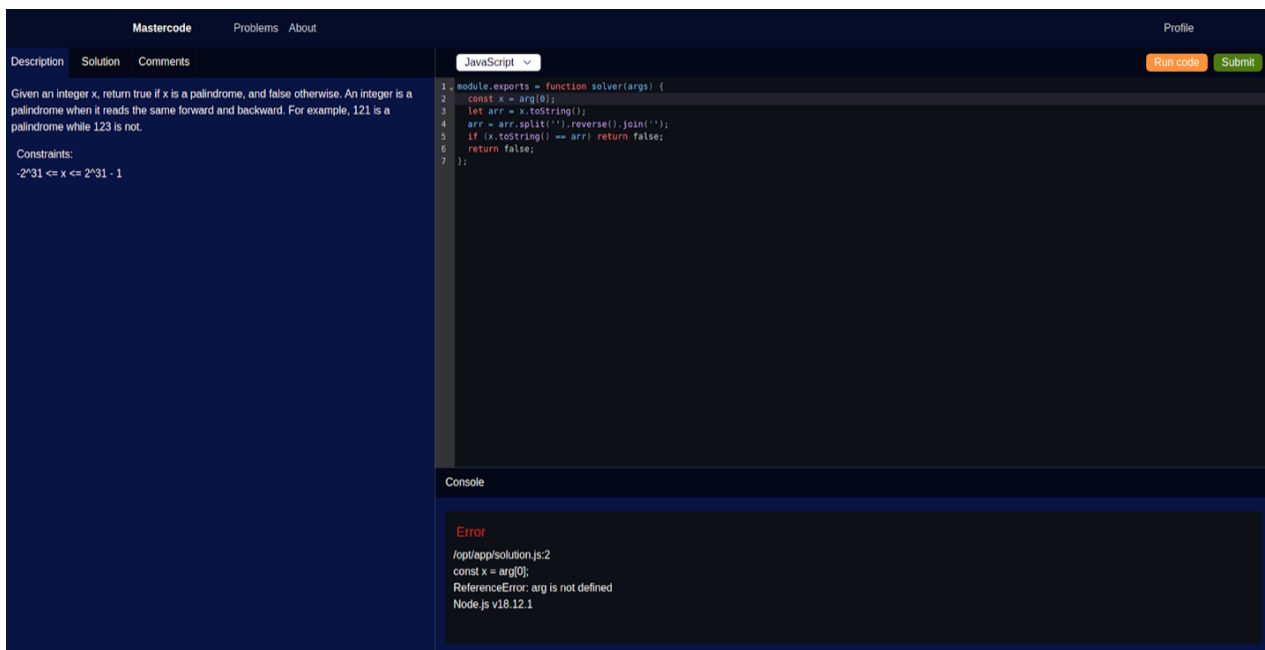 Mastercode Problems About Profile
Description Solution Comments
Given an integer x, return true if x is a palindrome, and false otherwise. An integer is a
palindrome when it reads the same forward and backward. For example, 121 is a
palindrome while 123 is not.
Constraints:
-2^31 <= x <= 2^31 - 1
JavaScript Run code Submit
1 module.exports = function solver(args) {
2 const x = arg[0];
3 let arr = x.toString();
4 arr = arr.split('').reverse().join('');
5 if (x.toString() == arr) return false;
6 return false;
7 };
Console
Error
/opt/app/solution.js:2
const x = arg[0];
ReferenceError: arg is not defined
Node.js v18.12.1